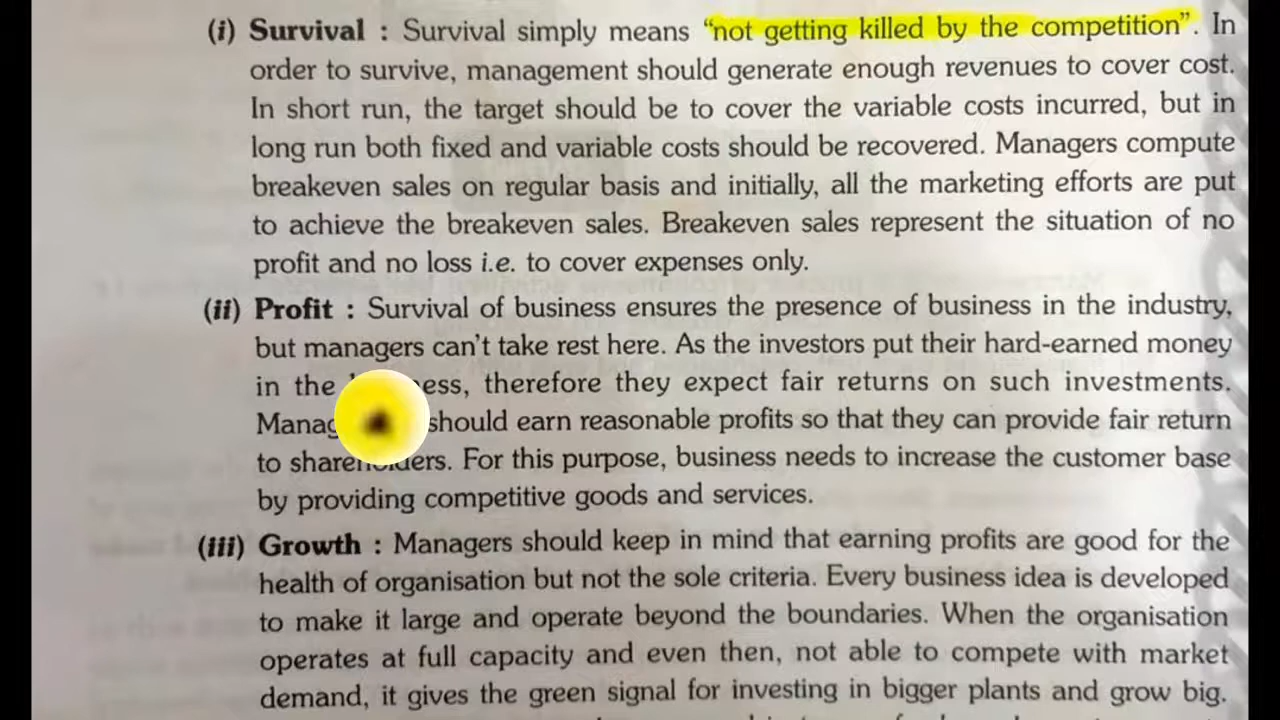 (i) Survival : Survival simply means “not getting killed by the competition”. In
order to survive, management should generate enough revenues to cover cost.
In short run, the target should be to cover the variable costs incurred, but in
long run both fixed and variable costs should be recovered. Managers compute
breakeven sales on regular basis and initially, all the marketing efforts are put
to achieve the breakeven sales. Breakeven sales represent the situation of no
profit and no loss i.e. to cover expenses only.
(ii) Profit : Survival of business ensures the presence of business in the industry,
but managers can’t take rest here. As the investors put their hard-earned money
in the ess, therefore they expect fair returns on such investments.
Manag should earn reasonable profits so that they can provide fair return
to shareholders. For this purpose, business needs to increase the customer base
by providing competitive goods and services.
(iii) Growth : Managers should keep in mind that earning profits are good for the
health of organisation but not the sole criteria. Every business idea is developed
to make it large and operate beyond the boundaries. When the organisation
operates at full capacity and even then, not able to compete with market
demand, it gives the green signal for investing in bigger plants and grow big.